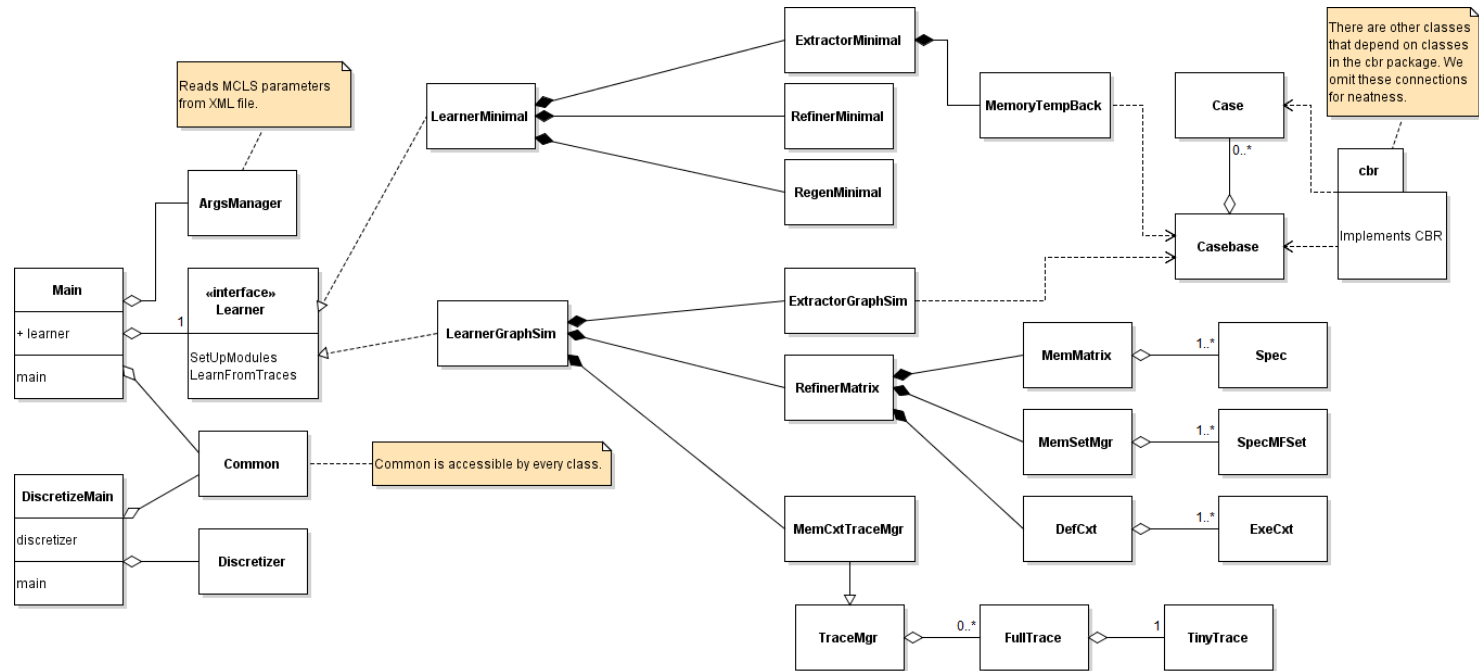 There are other classes
that depend on classes
in the cbr package. We
omit these connections
for neatness.
ExtractorMinimal
Reads MCLS parameters
from XML file.
LearnerMinimal
MemoryTempBack
Case
RefinerMinimal
0..*
cbr
RegenMinimal
ArgsManager
Implements CBR
Casebase
Main
+ learner
main
1
«interface»
Learner
SetUpModules
LearnFromTraces
ExtractorGraphSim
LearnerGraphSim
MemMatrix
1..*
Spec
RefinerMatrix
MemSetMgr
1..*
SpecMFSet
Common
Common is accessible by every class.
DiscretizeMain
discretizer
main
MemCxtTraceMgr
DefCxt
1..*
ExeCxt
Discretizer
TraceMgr
0..*
FullTrace
1
TinyTrace